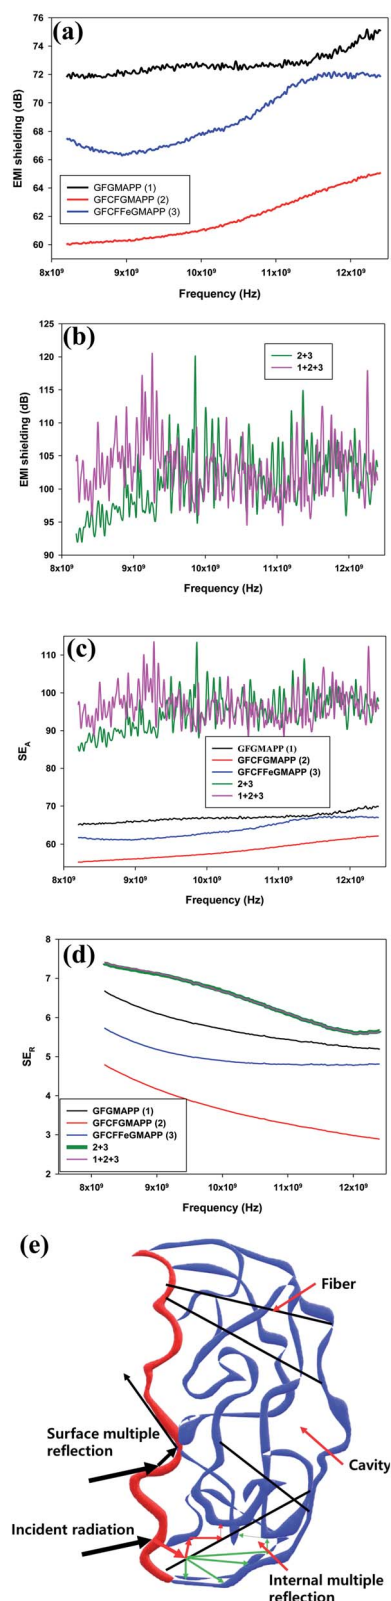 (a)
76
72
68
64
60
EMI shielding (dB)
GFGMAPP (1)
GFCFGMAPP (2)
GFCFFeGMAPP (3)
8x10⁹ 9x10⁹ 10x10⁹ 11x10⁹ 12x10⁹
Frequency (Hz)
(b)
125
120
115
110
105
100
95
90
EMI shielding (dB)
2+3
1+2+3
8x10⁹ 9x10⁹ 10x10⁹ 11x10⁹ 12x10⁹
Frequency (Hz)
(c)
110
100
90
80
70
60
SE_A
GFGMAPP (1)
GFCFGMAPP (2)
GFCFFeGMAPP (3)
2+3
1+2+3
8x10⁹ 9x10⁹ 10x10⁹ 11x10⁹ 12x10⁹
Frequency (Hz)
(d)
8
7
6
5
4
3
2
SE_R
GFGMAPP (1)
GFCFGMAPP (2)
GFCFFeGMAPP (3)
2+3
1+2+3
8x10⁹ 9x10⁹ 10x10⁹ 11x10⁹ 12x10⁹
Frequency (Hz)
(e)
Fiber
Surface multiple
reflection
Cavity
Incident radiation
Internal multiple
reflection